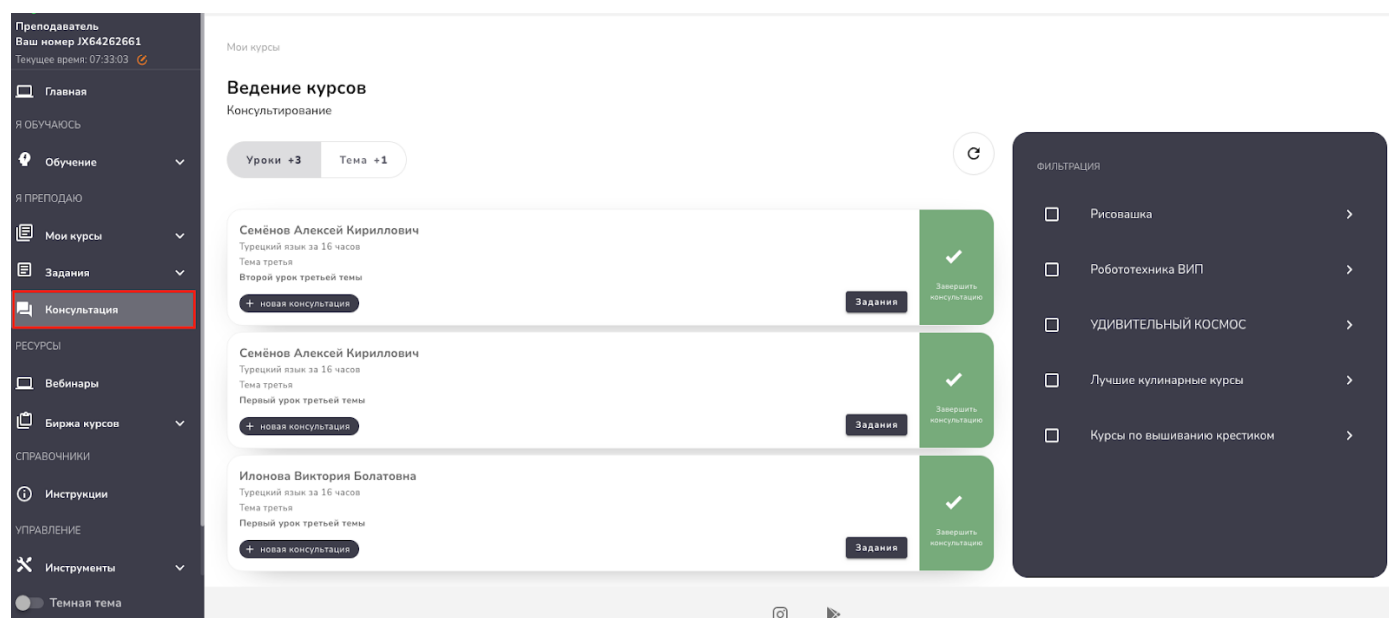 Преподаватель
Ваш номер JX64262661
Текущее время: 07:33:03
Главная
Я ОБУЧАЮСЬ
Обучение
Я ПРЕПОДАЮ
Мои курсы
Задания
Консультация
РЕСУРСЫ
Вебинары
Биржа курсов
СПРАВОЧНИКИ
Инструкции
УПРАВЛЕНИЕ
Инструменты
Темная тема
Мои курсы
Ведение курсов
Консультирование
Уроки +3
Тема +1
Семёнов Алексей Кириллович
Турецкий язык за 16 часов
Тема третья
Второй урок третьей темы
+ новая консультация
Задания
Завершить
консультацию
Семёнов Алексей Кириллович
Турецкий язык за 16 часов
Тема третья
Первый урок третьей темы
+ новая консультация
Задания
Завершить
консультацию
Илонова Виктория Болатовна
Турецкий язык за 16 часов
Тема третья
Первый урок третьей темы
+ новая консультация
Задания
Завершить
консультацию
ФИЛЬТРАЦИЯ
Рисовашка
Робототехника ВИП
УДИВИТЕЛЬНЫЙ КОСМОС
Лучшие кулинарные курсы
Курсы по вышиванию крестиком